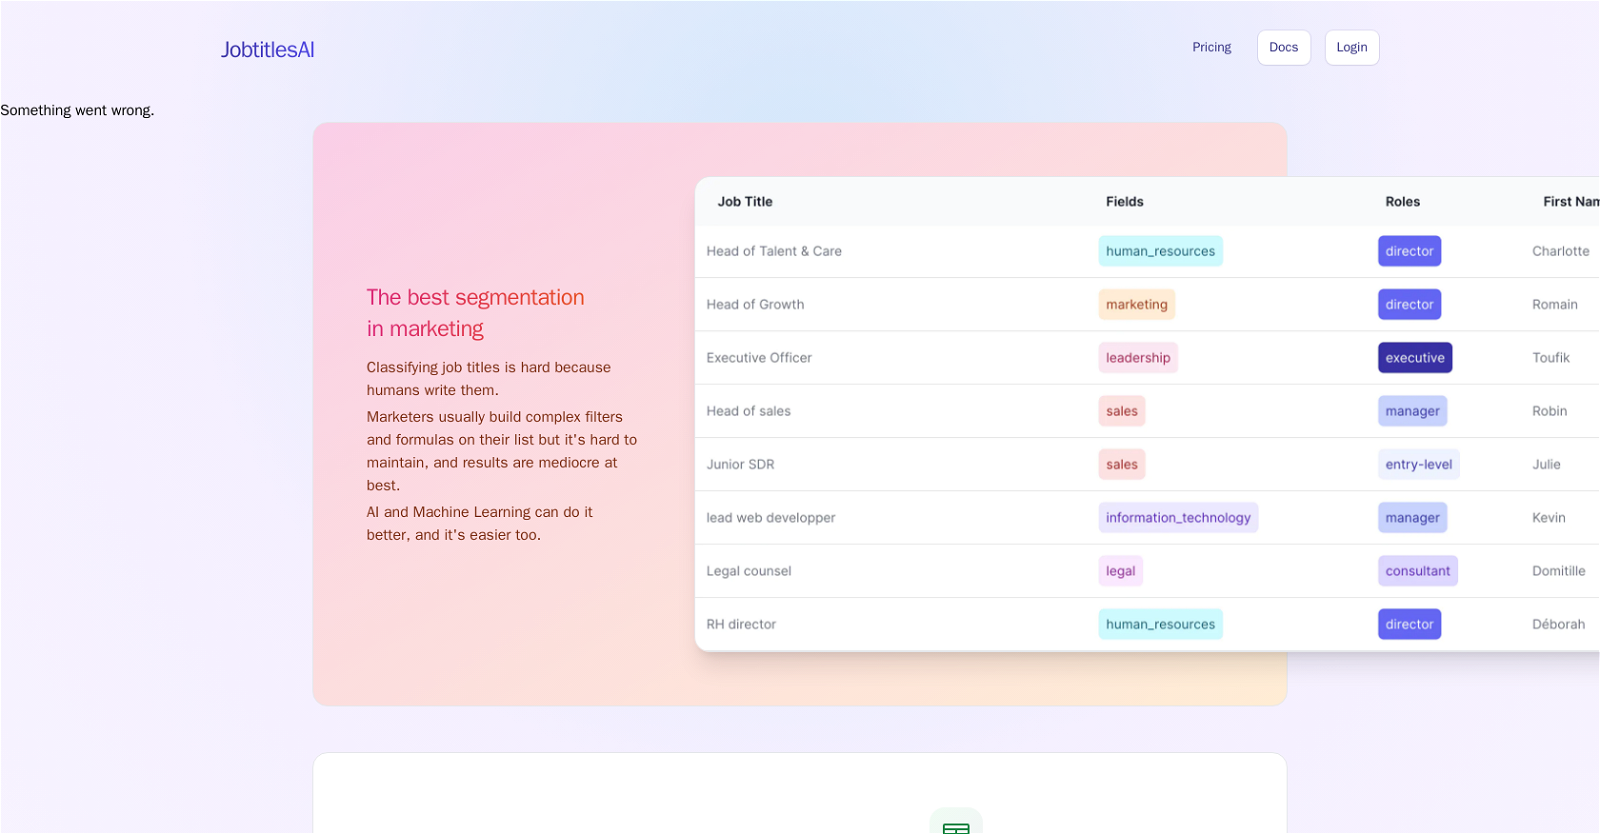 JobtitlesAI
Pricing
Docs
Login
Something went wrong.
The best segmentation
in marketing
Classifying job titles is hard because
humans write them.
Marketers usually build complex filters
and formulas on their list but it's hard to
maintain, and results are mediocre at
best.
AI and Machine Learning can do it
better, and it's easier too.
Job Title Fields Roles First Nam
Head of Talent & Care human_resources director Charlotte
Head of Growth marketing director Romain
Executive Officer leadership executive Toufik
Head of sales sales manager Robin
Junior SDR sales entry-level Julie
lead web developper information_technology manager Kevin
Legal counsel legal consultant Domitille
RH director human_resources director Déborah